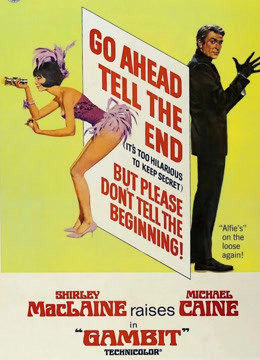 GO AHEAD
TELL THE
END
(IT'S TOO HILARIOUS
TO KEEP SECRET)
BUT PLEASE
DON'T TELL THE
BEGINNING!
"Alfie's"
on the
loose
again!
SHIRLEY MICHAEL
MacLAINE raises CAINE
in
"GAMBIT"
TECHNICOLOR®